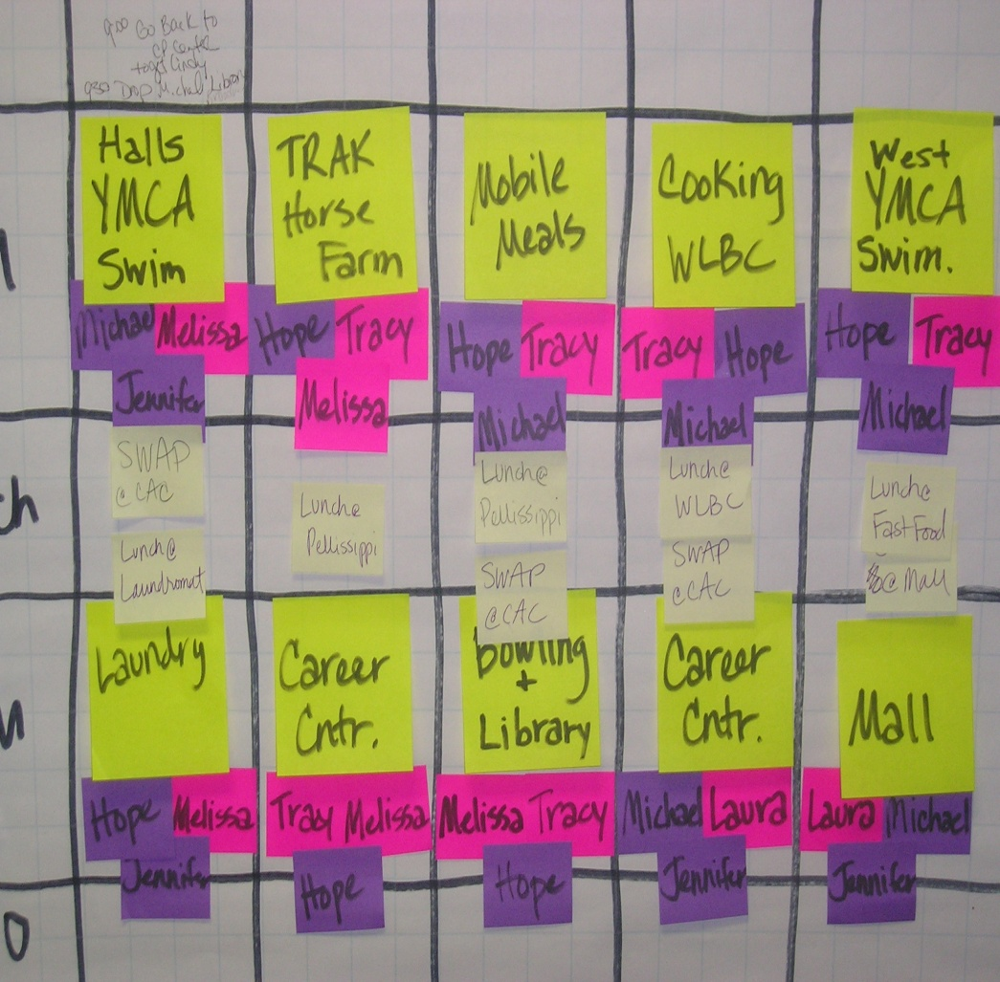 9:00 Go Back to
CP Center
to get Cindy
9:30 Drop Michael Library
Halls
YMCA
Swim
TRAK
Horse
Farm
Mobile
Meals
Cooking
WLBC
West
YMCA
Swim.
Michael Melissa
Jennifer
Hope Tracy
Melissa
Hope Tracy
Michael
Tracy Hope
Michael
Hope Tracy
Michael
ch
SWAP
@ CAC
Lunch@
Laundromat
Lunch@
Pellissippi
Lunch@
Pellissippi
SWAP
@CAC
Lunch@
WLBC
SWAP
@CAC
Lunch@
Fast Food
@ Mall
Laundry
Career
Cntr.
Bowling
+
Library
Career
Cntr.
Mall
Hope Melissa
Jennifer
Tracy Melissa
Hope
Melissa Tracy
Hope
Michael Laura
Jennifer
Laura Michael
Jennifer